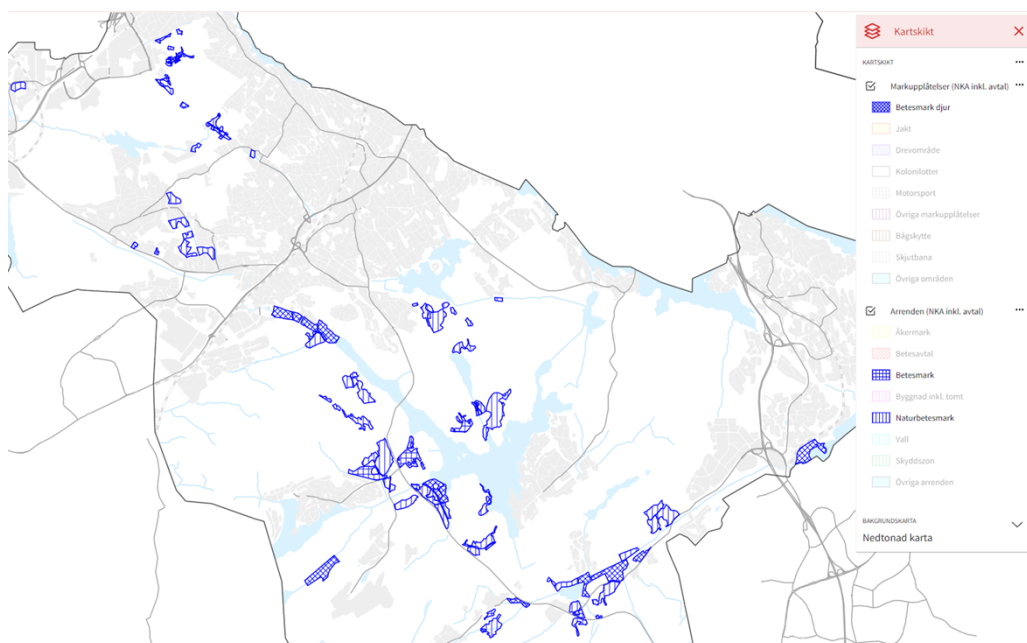 Kartskikt
KARTSKIKT
Markupplåtelser (NKA inkl. avtal)
Betesmark djur
Jakt
Drevområde
Kolonilotter
Motorsport
Övriga markupplåtelser
Bågskytte
Skjutbana
Övriga områden
Arrenden (NKA inkl. avtal)
Åkermark
Betesavtal
Betesmark
Byggnad inkl. tomt
Naturbetesmark
Vall
Skyddszon
Övriga arrenden
BAKGRUNDSKARTA
Nedtonad karta